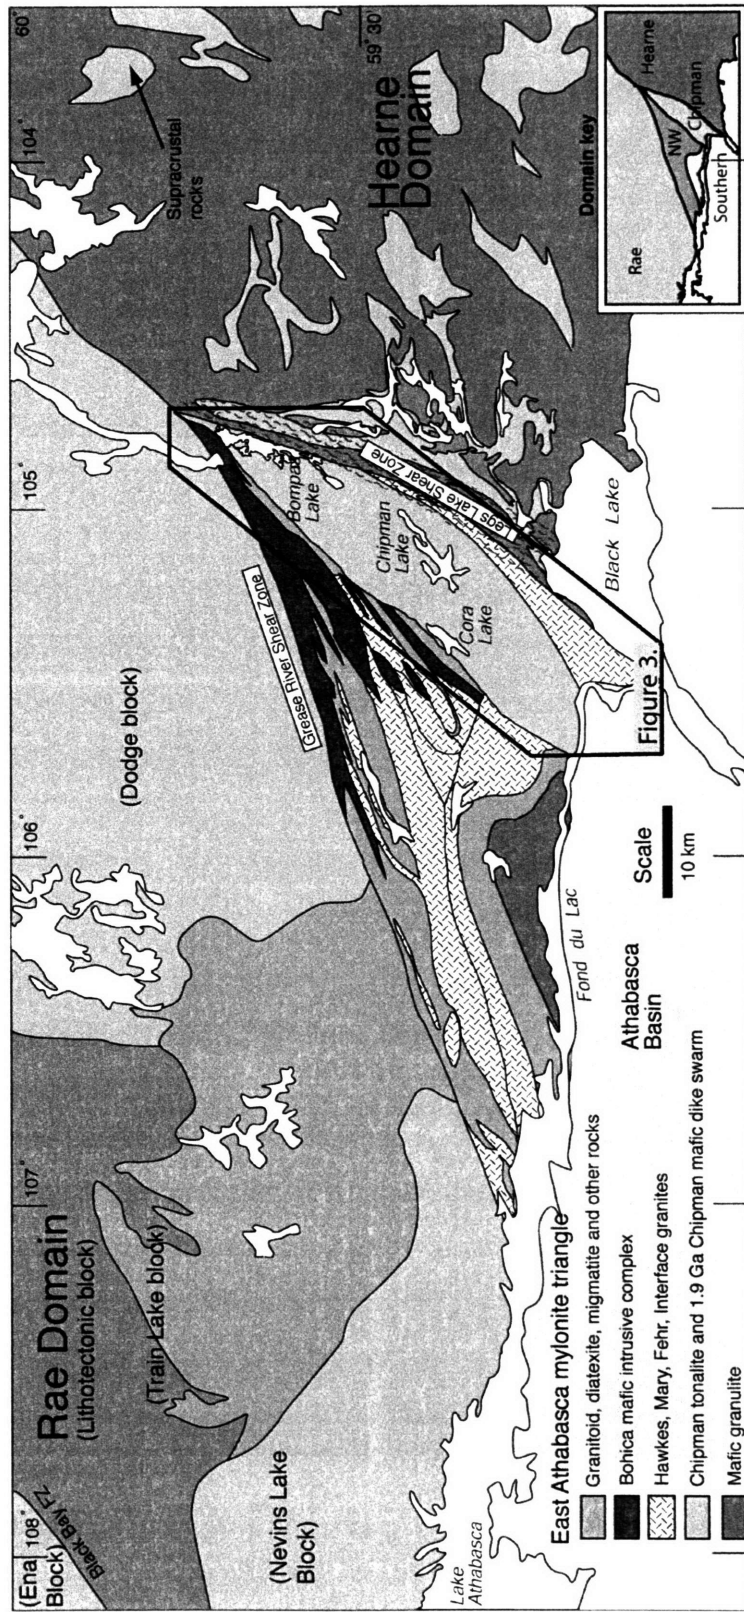 (Ena
Block)
108°
107°
106°
105°
104°
60°
59° 30'
Black Bay FZ
Rae Domain
(Lithotectonic block)
(Train Lake block)
(Nevins Lake
Block)
(Dodge block)
Grease River Shear Zone
Bompas
Lake
Chipman
Lake
Cora
Lake
Legs Lake Shear Zone
Supracrustal
rocks
Hearne
Domain
Lake
Athabasca
Fond du Lac
Athabasca
Basin
Black Lake
Figure 3.
Scale
10 km
East Athabasca mylonite triangle
Granitoid, diatexite, migmatite and other rocks
Bohica mafic intrusive complex
Hawkes, Mary, Fehr, Interface granites
Chipman tonalite and 1.9 Ga Chipman mafic dike swarm
Mafic granulite
Domain key
Rae
Hearne
NW
Chipman
Southern